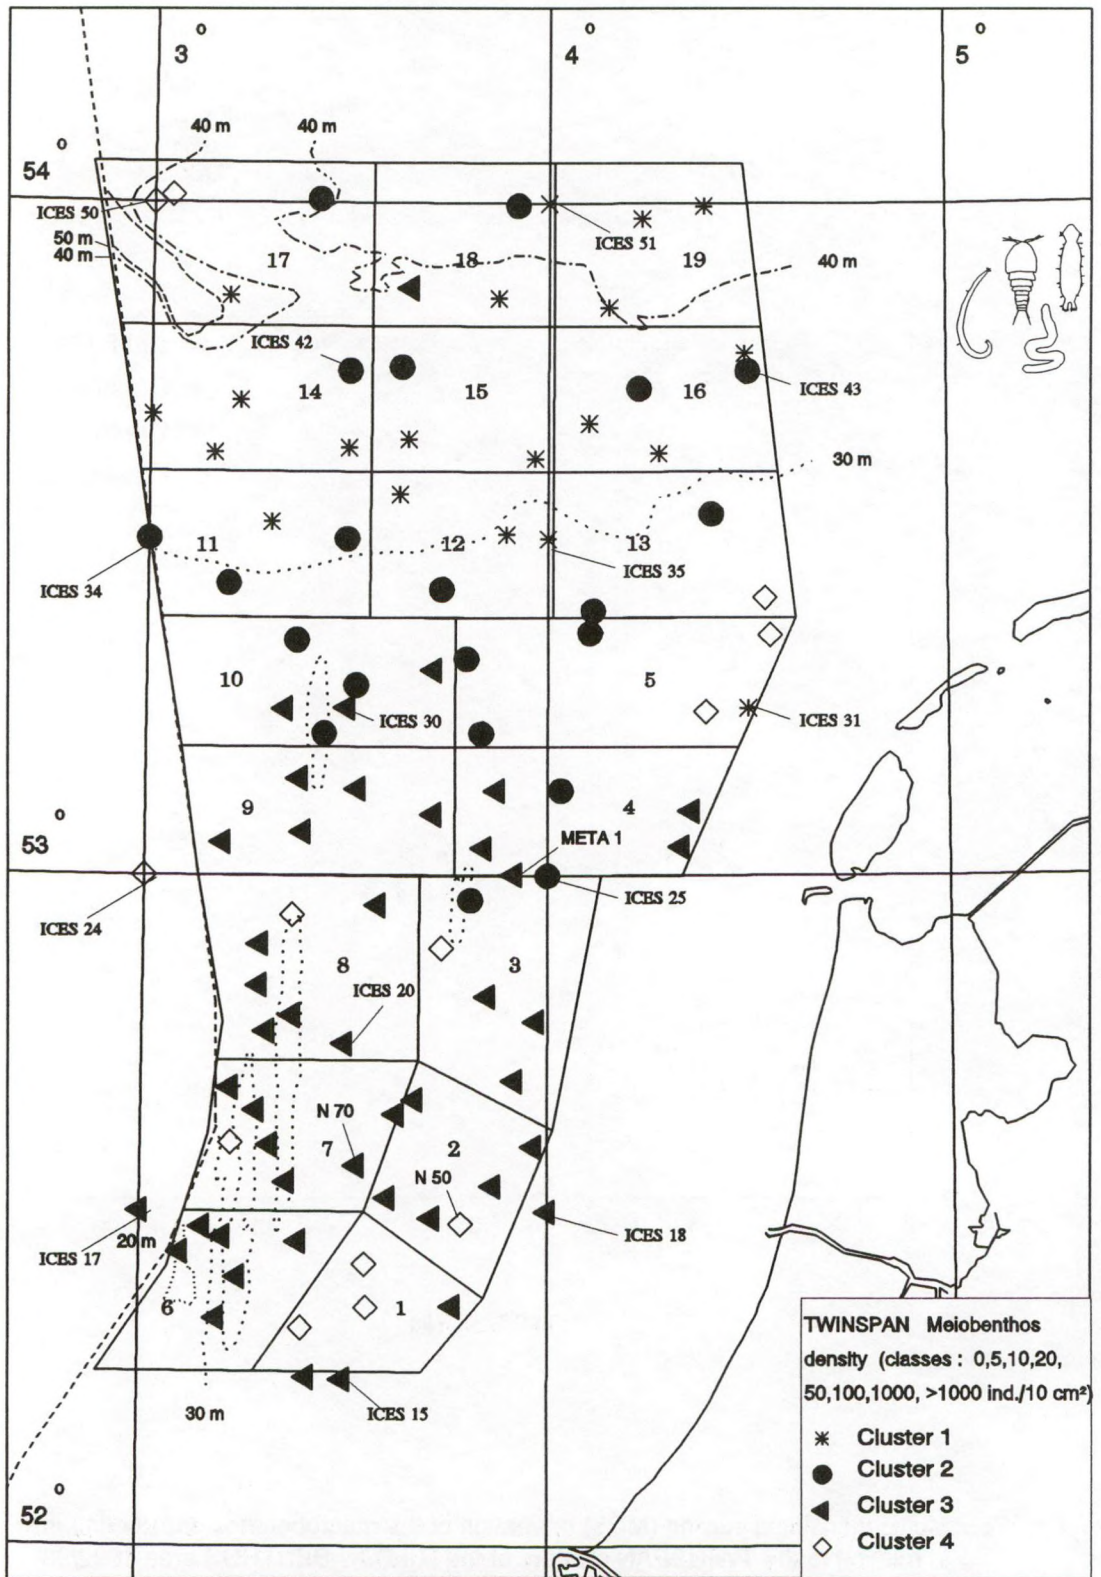 3°
4°
5°
40 m
40 m
54°
ICES 50
ICES 51
50 m
40 m
17
18
19
40 m
ICES 42
14
15
16
ICES 43
30 m
11
12
13
ICES 34
ICES 35
10
5
ICES 30
ICES 31
9
4
53°
META 1
ICES 24
ICES 25
8
3
ICES 20
N 70
7
2
N 50
ICES 17
20 m
ICES 18
6
1
30 m
ICES 15
52°
TWINSPAN Meiobenthos
density (classes : 0,5,10,20,
50,100,1000, >1000 ind./10 cm²)
Cluster 1
Cluster 2
Cluster 3
Cluster 4